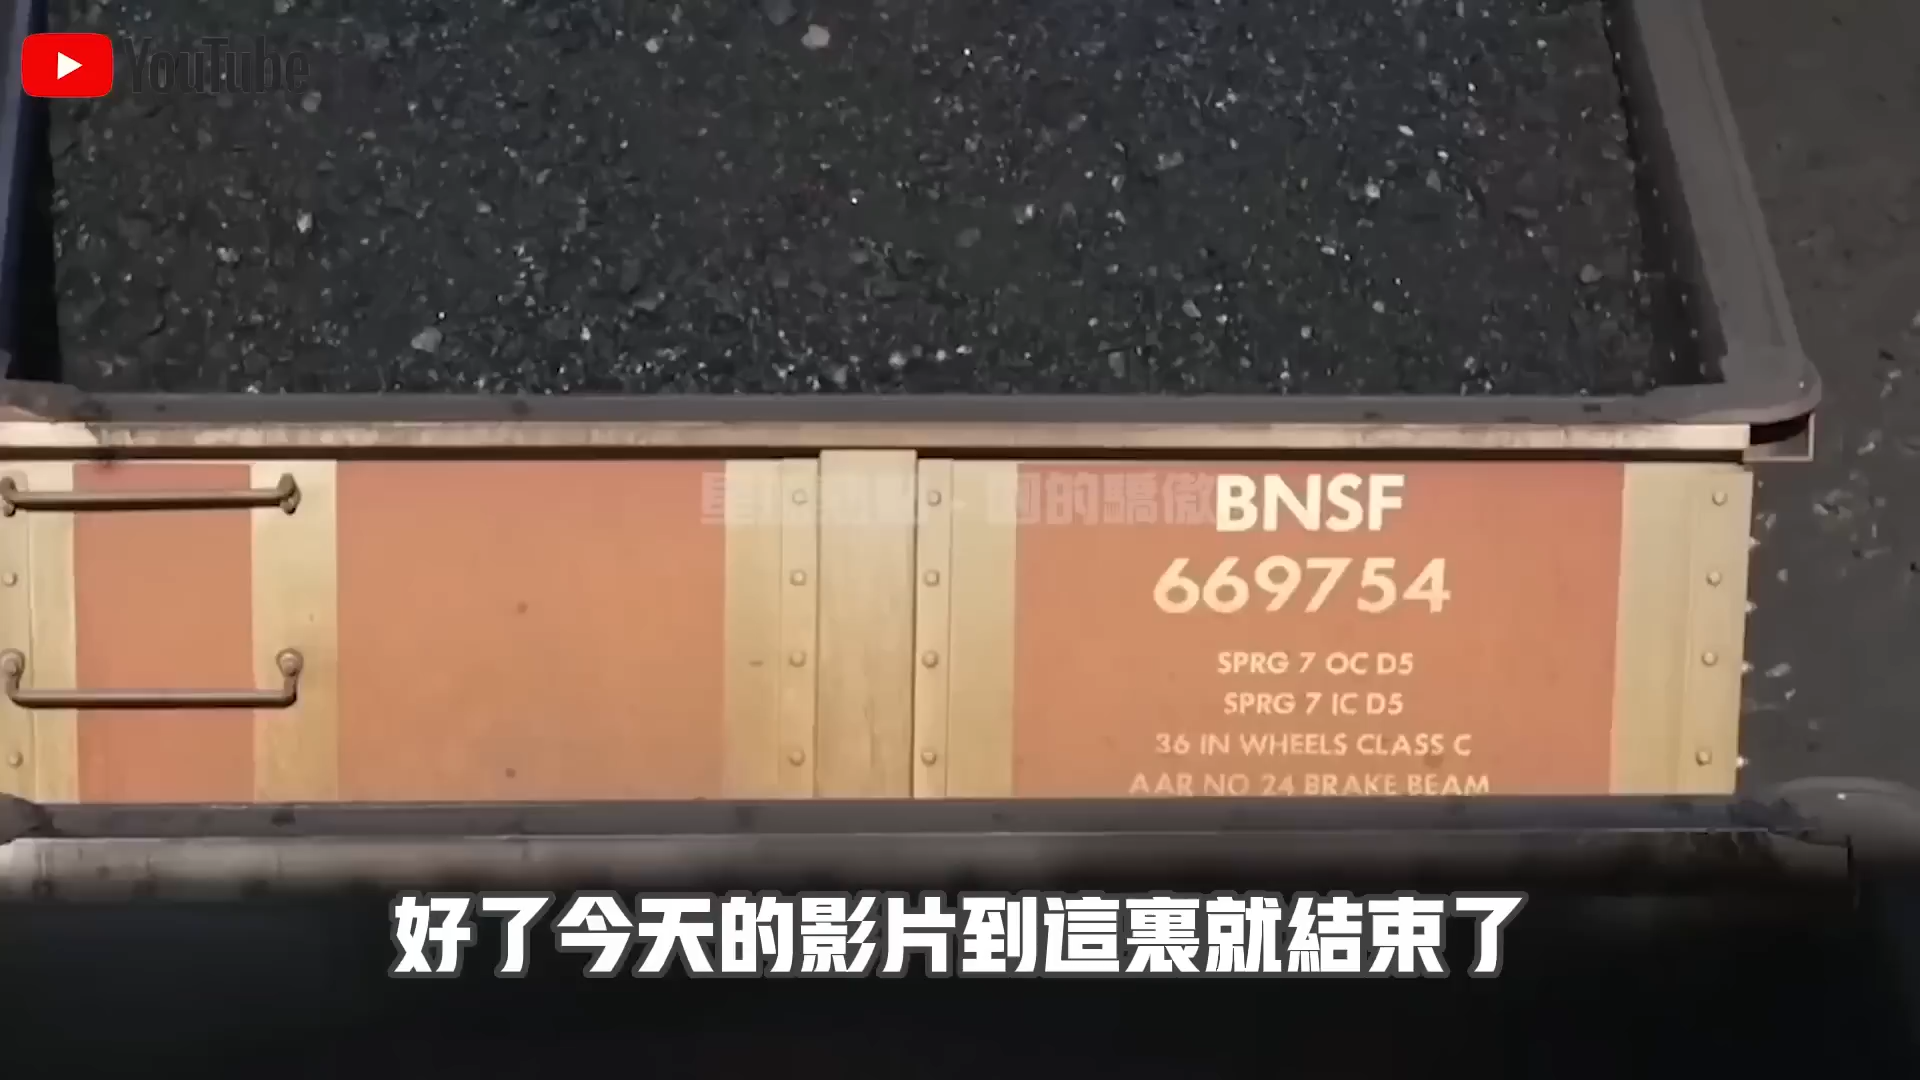 YouTube
BNSF
669754
SPRG 7 OC D5
SPRG 7 IC D5
36 IN WHEELS CLASS C
AAR NO 24 BRAKE BEAM
好了今天的影片到這裏就結束了